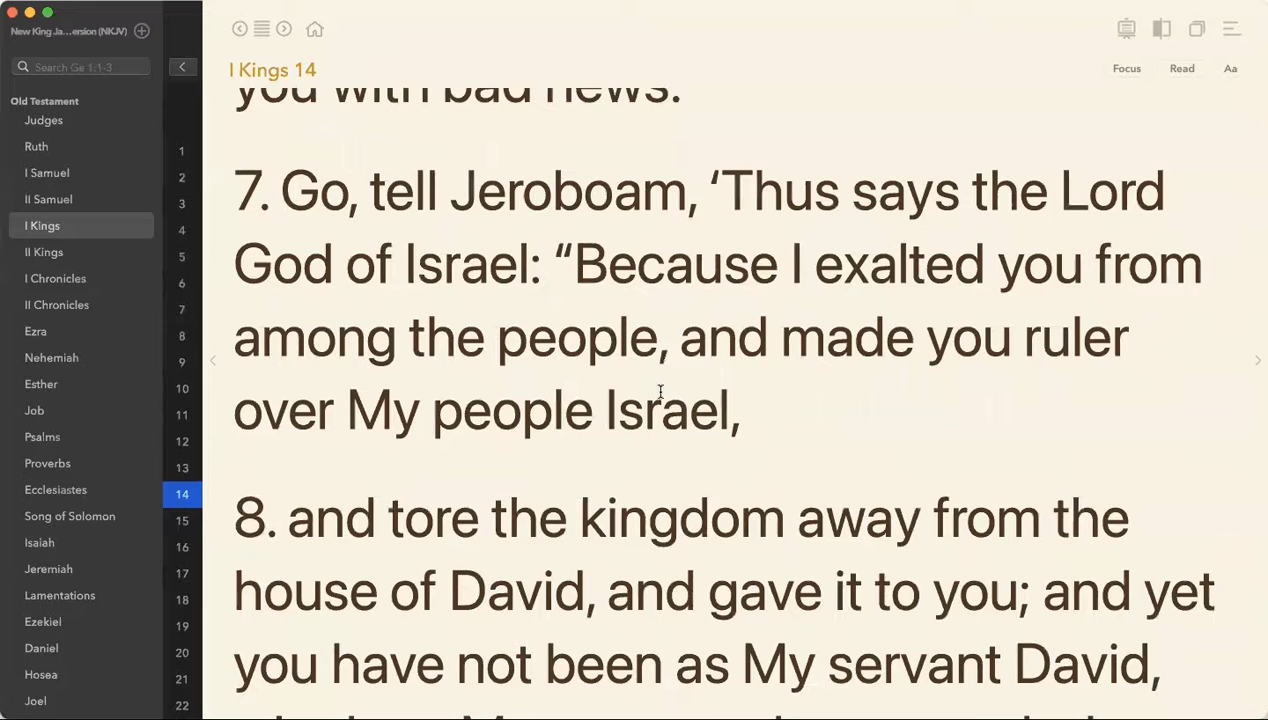 New King Ja...ersion (NKJV)
Search Ge 1:1-3
Old Testament
Judges
Ruth
I Samuel
II Samuel
I Kings
II Kings
I Chronicles
II Chronicles
Ezra
Nehemiah
Esther
Job
Psalms
Proverbs
Ecclesiastes
Song of Solomon
Isaiah
Jeremiah
Lamentations
Ezekiel
Daniel
Hosea
Joel
1
2
3
4
5
6
7
8
9
10
11
12
13
14
15
16
17
18
19
20
21
22
I Kings 14
Focus
Read
Aa
you with bad news.
7. Go, tell Jeroboam, ‘Thus says the Lord
God of Israel: “Because I exalted you from
among the people, and made you ruler
over My people Israel,
8. and tore the kingdom away from the
house of David, and gave it to you; and yet
you have not been as My servant David,